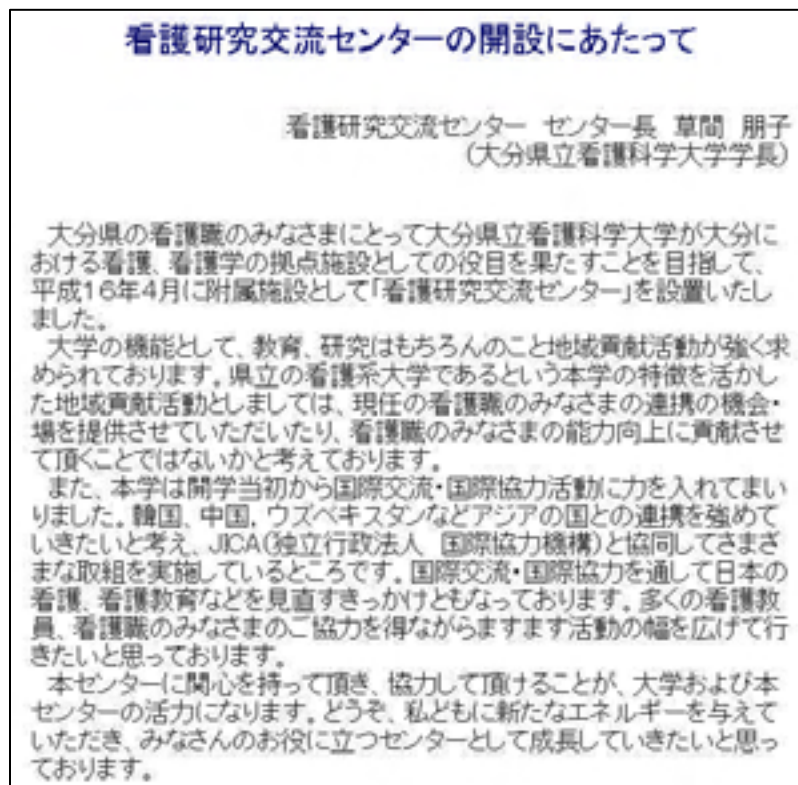 看護研究交流センターの開設にあたって
看護研究交流センター センター長 草間 朋子
(大分県立看護科学大学学長)
大分県の看護職のみなさまにとって大分県立看護科学大学が大分に
おける看護、看護学の拠点施設としての役目を果たすことを目指して、
平成16年4月に附属施設として「看護研究交流センター」を設置いたし
ました。
大学の機能として、教育、研究はもちろんのこと地域貢献活動が強く求
められております。県立の看護系大学であるという本学の特徴を活かし
た地域貢献活動としましては、現任の看護職のみなさまの連携の機会・
場を提供させていただいたり、看護職のみなさまの能力向上に貢献させ
て頂くことではないかと考えております。
また、本学は開学当初から国際交流・国際協力活動に力を入れてまい
りました。韓国、中国、ウズベキスタンなどアジアの国との連携を強めて
いきたいと考え、JICA(独立行政法人 国際協力機構)と協同してさまざ
まな取組を実施しているところです。国際交流・国際協力を通して日本の
看護、看護教育などを見直すきっかけともなっております。多くの看護教
員、看護職のみなさまのご協力を得ながらますます活動の幅を広げて行
きたいと思っております。
本センターに関心を持って頂き、協力して頂けることが、大学および本
センターの活力になります。どうぞ、私どもに新たなエネルギーを与えて
いただき、みなさんのお役に立つセンターとして成長していきたいと思っ
ております。